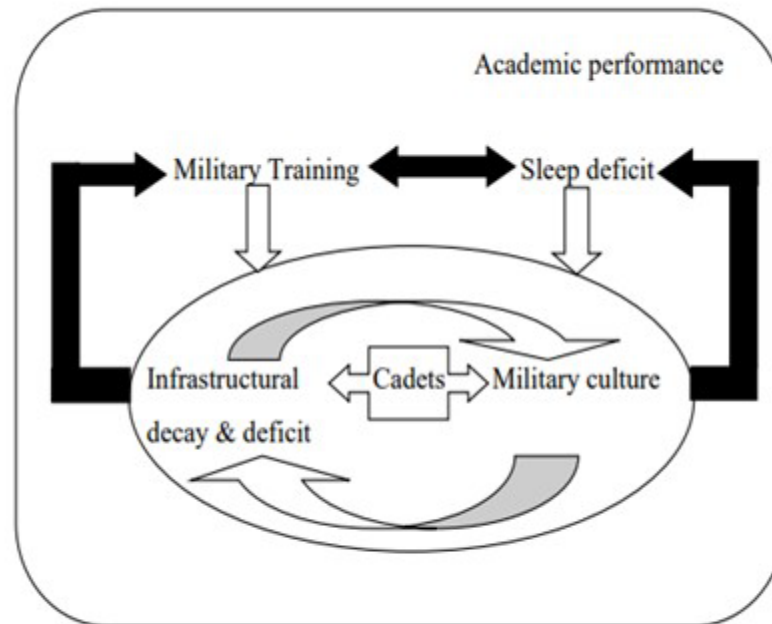 Academic performance
Military Training
Sleep deficit
Infrastructural
decay & deficit
Cadets
Military culture